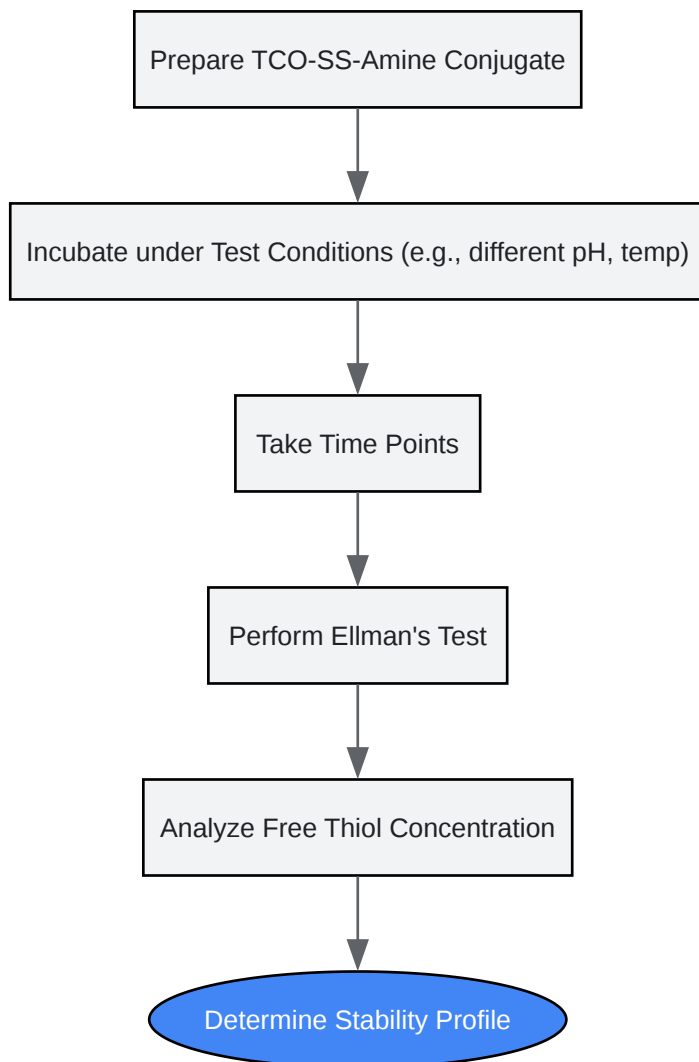 Prepare TCO-SS-Amine Conjugate
Incubate under Test Conditions (e.g., different pH, temp)
Take Time Points
Perform Ellman's Test
Analyze Free Thiol Concentration
Determine Stability Profile